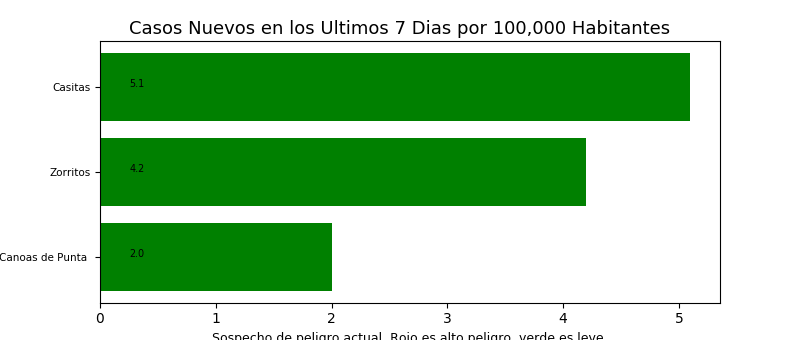 Casos Nuevos en los Ultimos 7 Dias por 100,000 Habitantes
Casitas 5.1
Zorritos 4.2
Canoas de Punta 2.0
0 1 2 3 4 5
Sospecho de peligro actual. Rojo es alto peligro, verde es leve